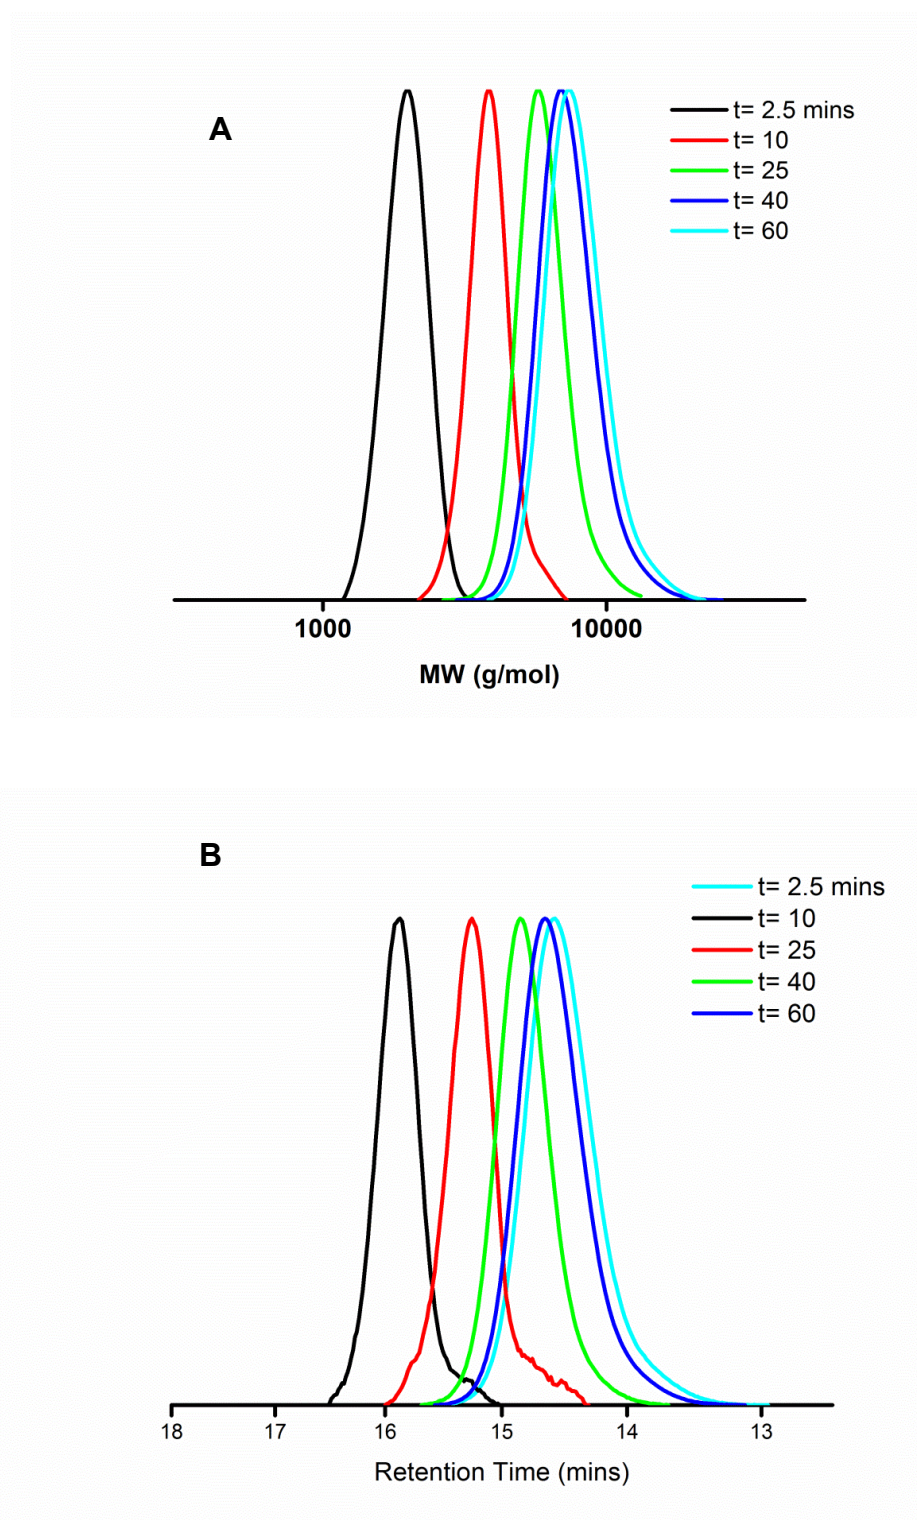 A
t= 2.5 mins
t= 10
t= 25
t= 40
t= 60
1000 10000
MW (g/mol)
B
t= 2.5 mins
t= 10
t= 25
t= 40
t= 60
18 17 16 15 14 13
Retention Time (mins)